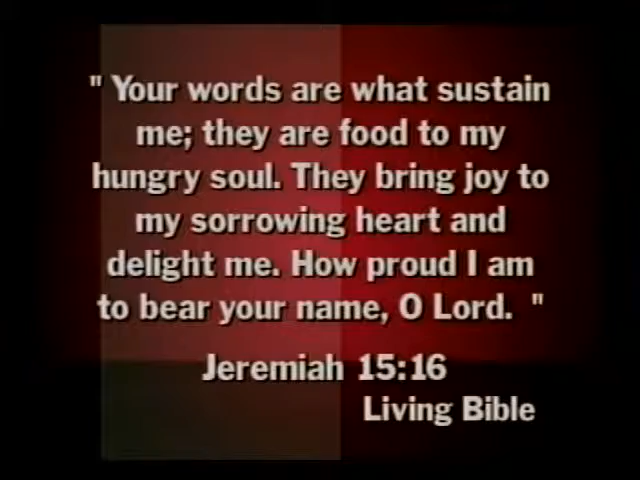 " Your words are what sustain
me; they are food to my
hungry soul. They bring joy to
my sorrowing heart and
delight me. How proud I am
to bear your name, O Lord. "
Jeremiah 15:16
Living Bible